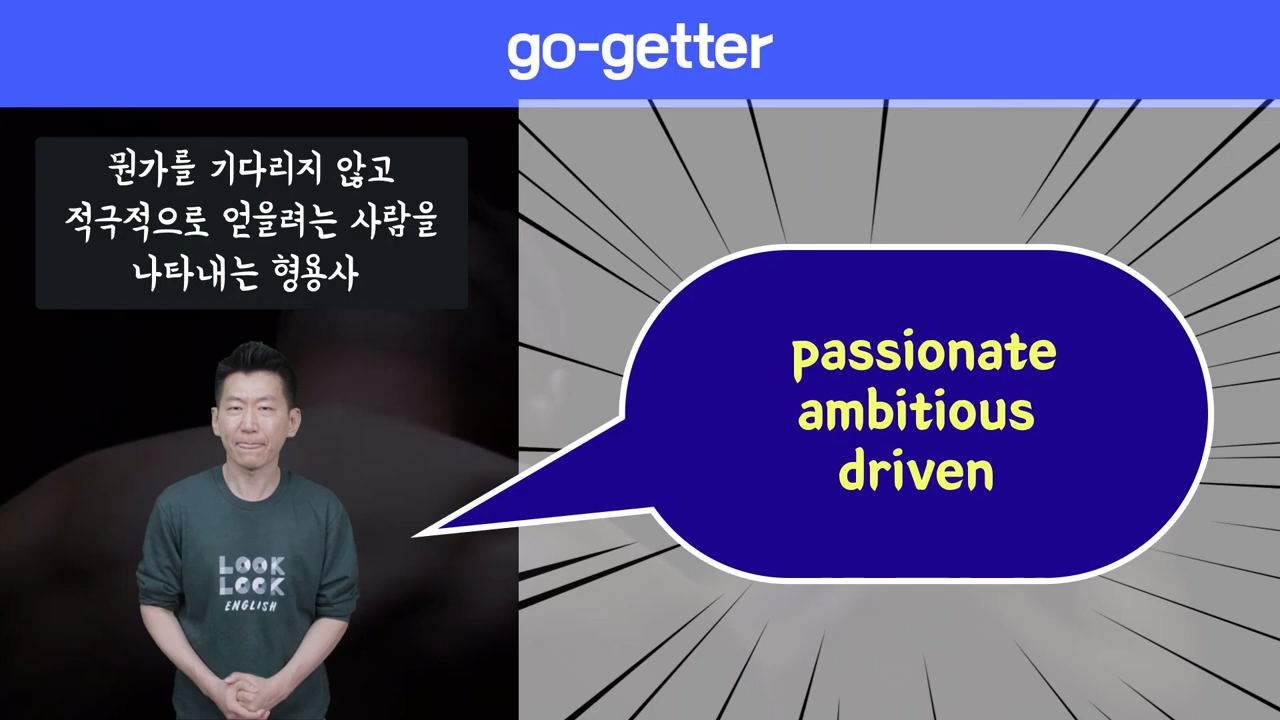 go-getter
뭔가를 기다리지 않고
적극적으로 얻을려는 사람을
나타내는 형용사
passionate
ambitious
driven
LOOK
LOOK
ENGLISH